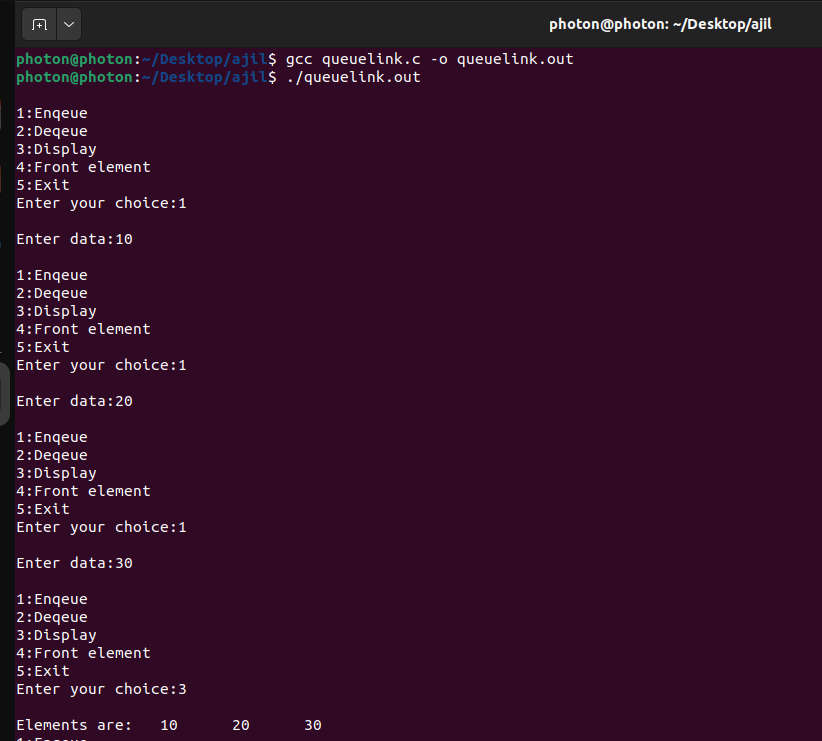 photon@photon: ~/Desktop/ajil
photon@photon:~/Desktop/ajil$ gcc queuelink.c -o queuelink.out
photon@photon:~/Desktop/ajil$ ./queuelink.out
1:Enqeue
2:Deqeue
3:Display
4:Front element
5:Exit
Enter your choice:1
Enter data:10
1:Enqeue
2:Deqeue
3:Display
4:Front element
5:Exit
Enter your choice:1
Enter data:20
1:Enqeue
2:Deqeue
3:Display
4:Front element
5:Exit
Enter your choice:1
Enter data:30
1:Enqeue
2:Deqeue
3:Display
4:Front element
5:Exit
Enter your choice:3
Elements are: 10 20 30